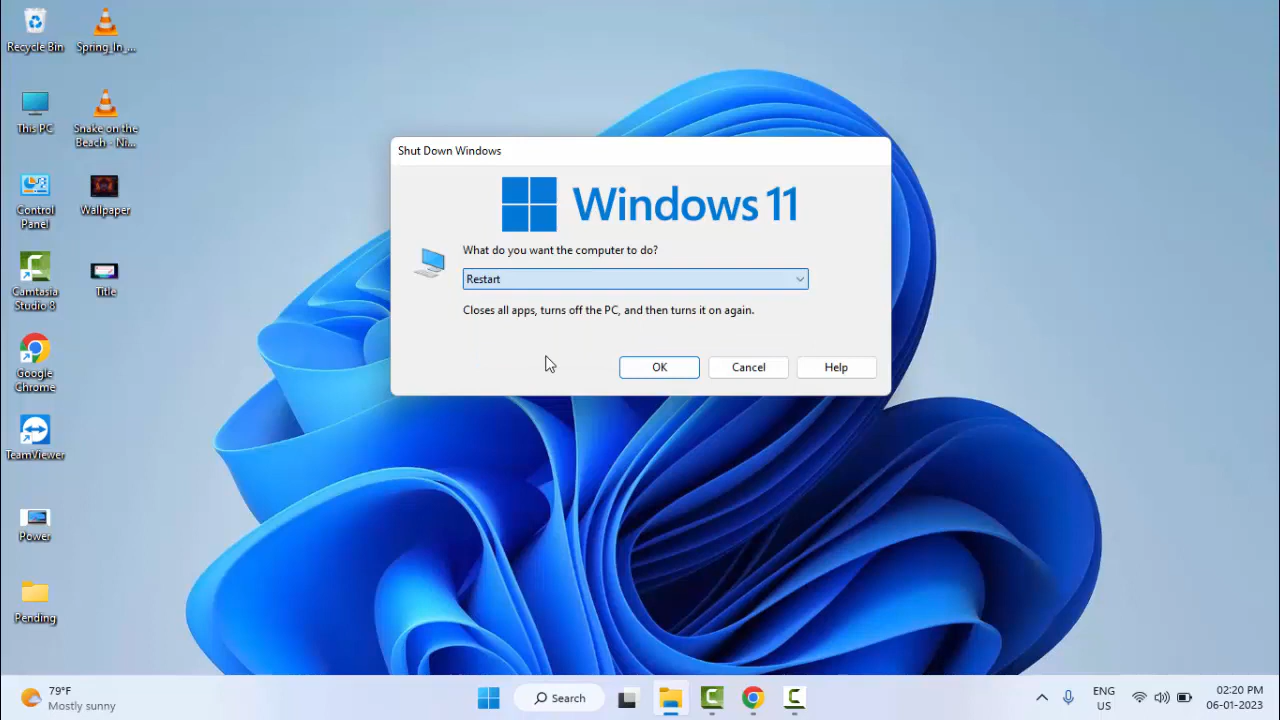 Recycle Bin
Spring_In_...
This PC
Snake on the
Beach - Ni...
Control
Panel
Wallpaper
Camtasia
Studio 8
Title
Google
Chrome
TeamViewer
Power
Pending
Shut Down Windows
Windows 11
What do you want the computer to do?
Restart
Closes all apps, turns off the PC, and then turns it on again.
OK
Cancel
Help
79°F
Mostly sunny
Search
ENG
US
02:20 PM
06-01-2023